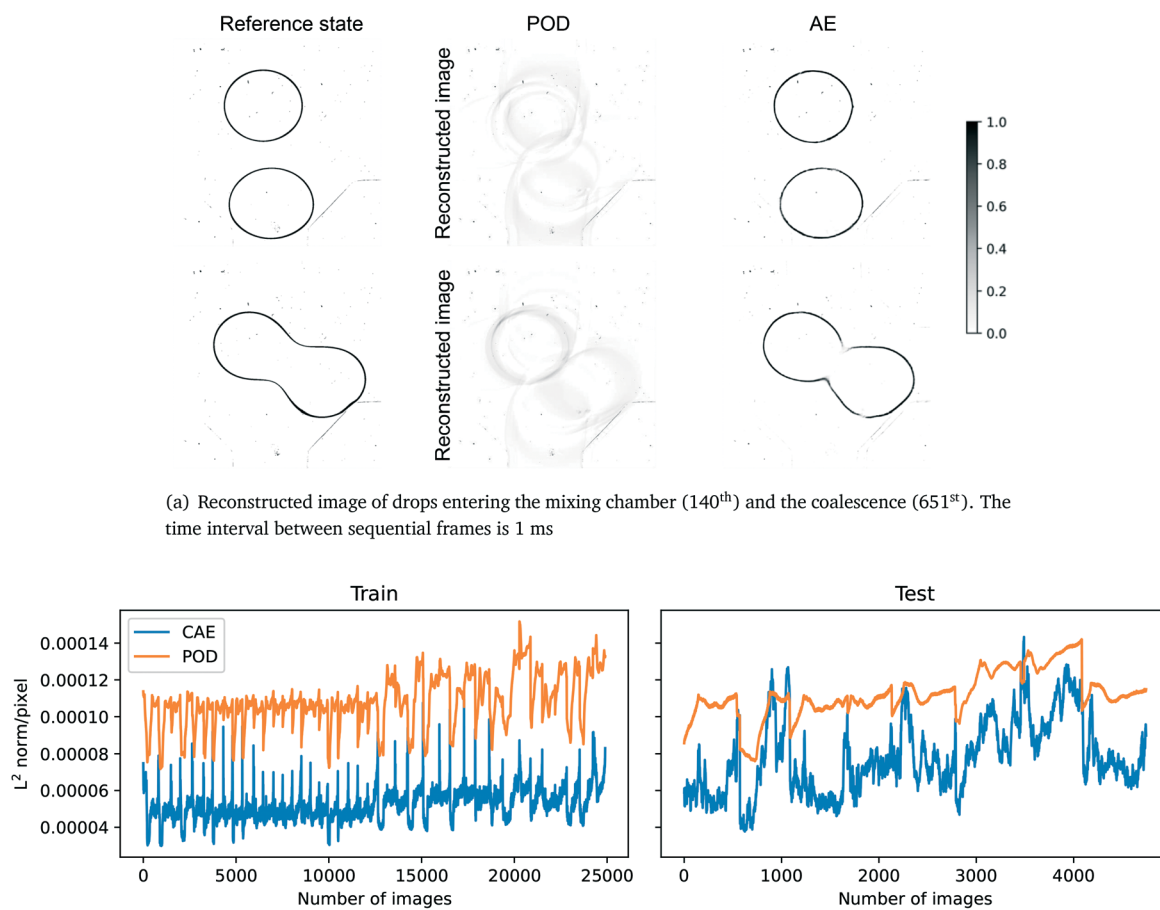 Reference state
POD
AE
Reconstructed image
1.0
0.8
0.6
0.4
0.2
0.0
Reconstructed image
(a) Reconstructed image of drops entering the mixing chamber (140th) and the coalescence (651st). The
time interval between sequential frames is 1 ms
Train
Test
CAE
POD
0.00014
0.00012
0.00010
0.00008
0.00006
0.00004
L² norm/pixel
0 5000 10000 15000 20000 25000
Number of images
0 1000 2000 3000 4000
Number of images